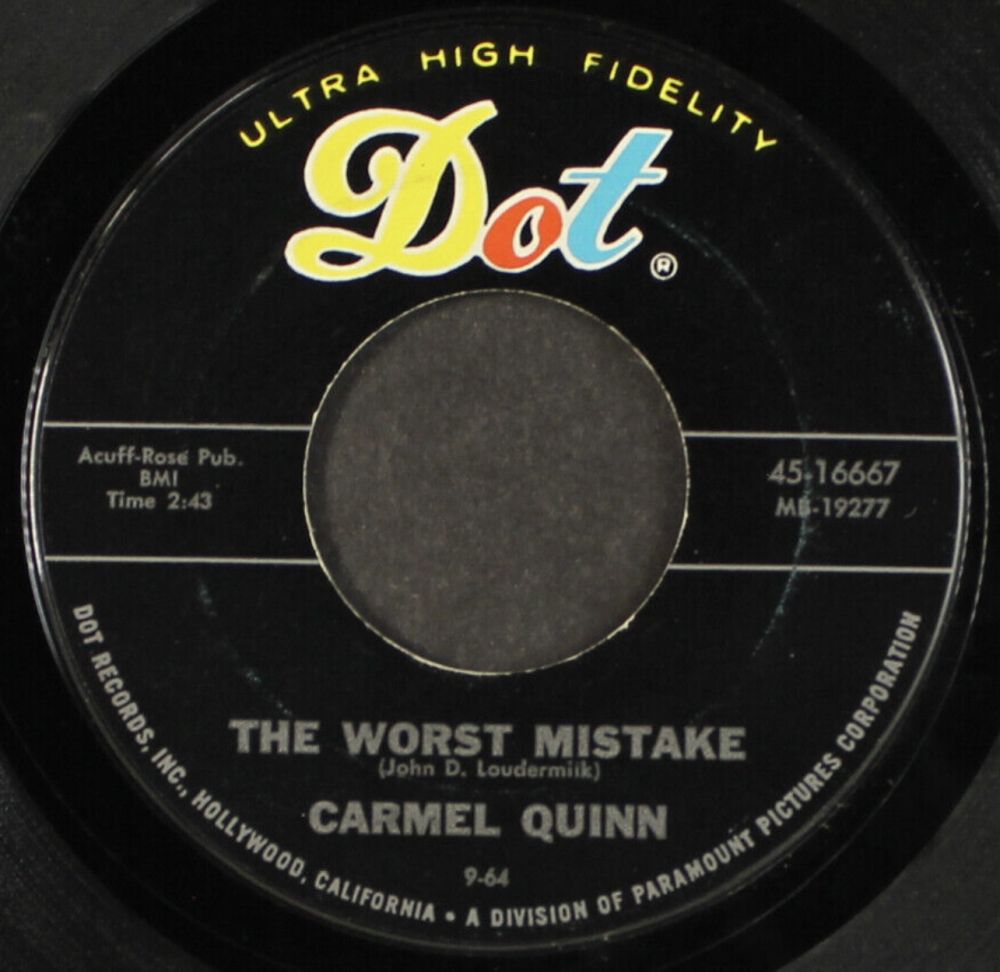 ULTRA HIGH FIDELITY
Dot®
Acuff-Rose Pub.
BMI
Time 2:43
45-16667
MB-19277
THE WORST MISTAKE
(John D. Loudermilk)
CARMEL QUINN
9-64
DOT RECORDS, INC., HOLLYWOOD, CALIFORNIA • A DIVISION OF PARAMOUNT PICTURES CORPORATION